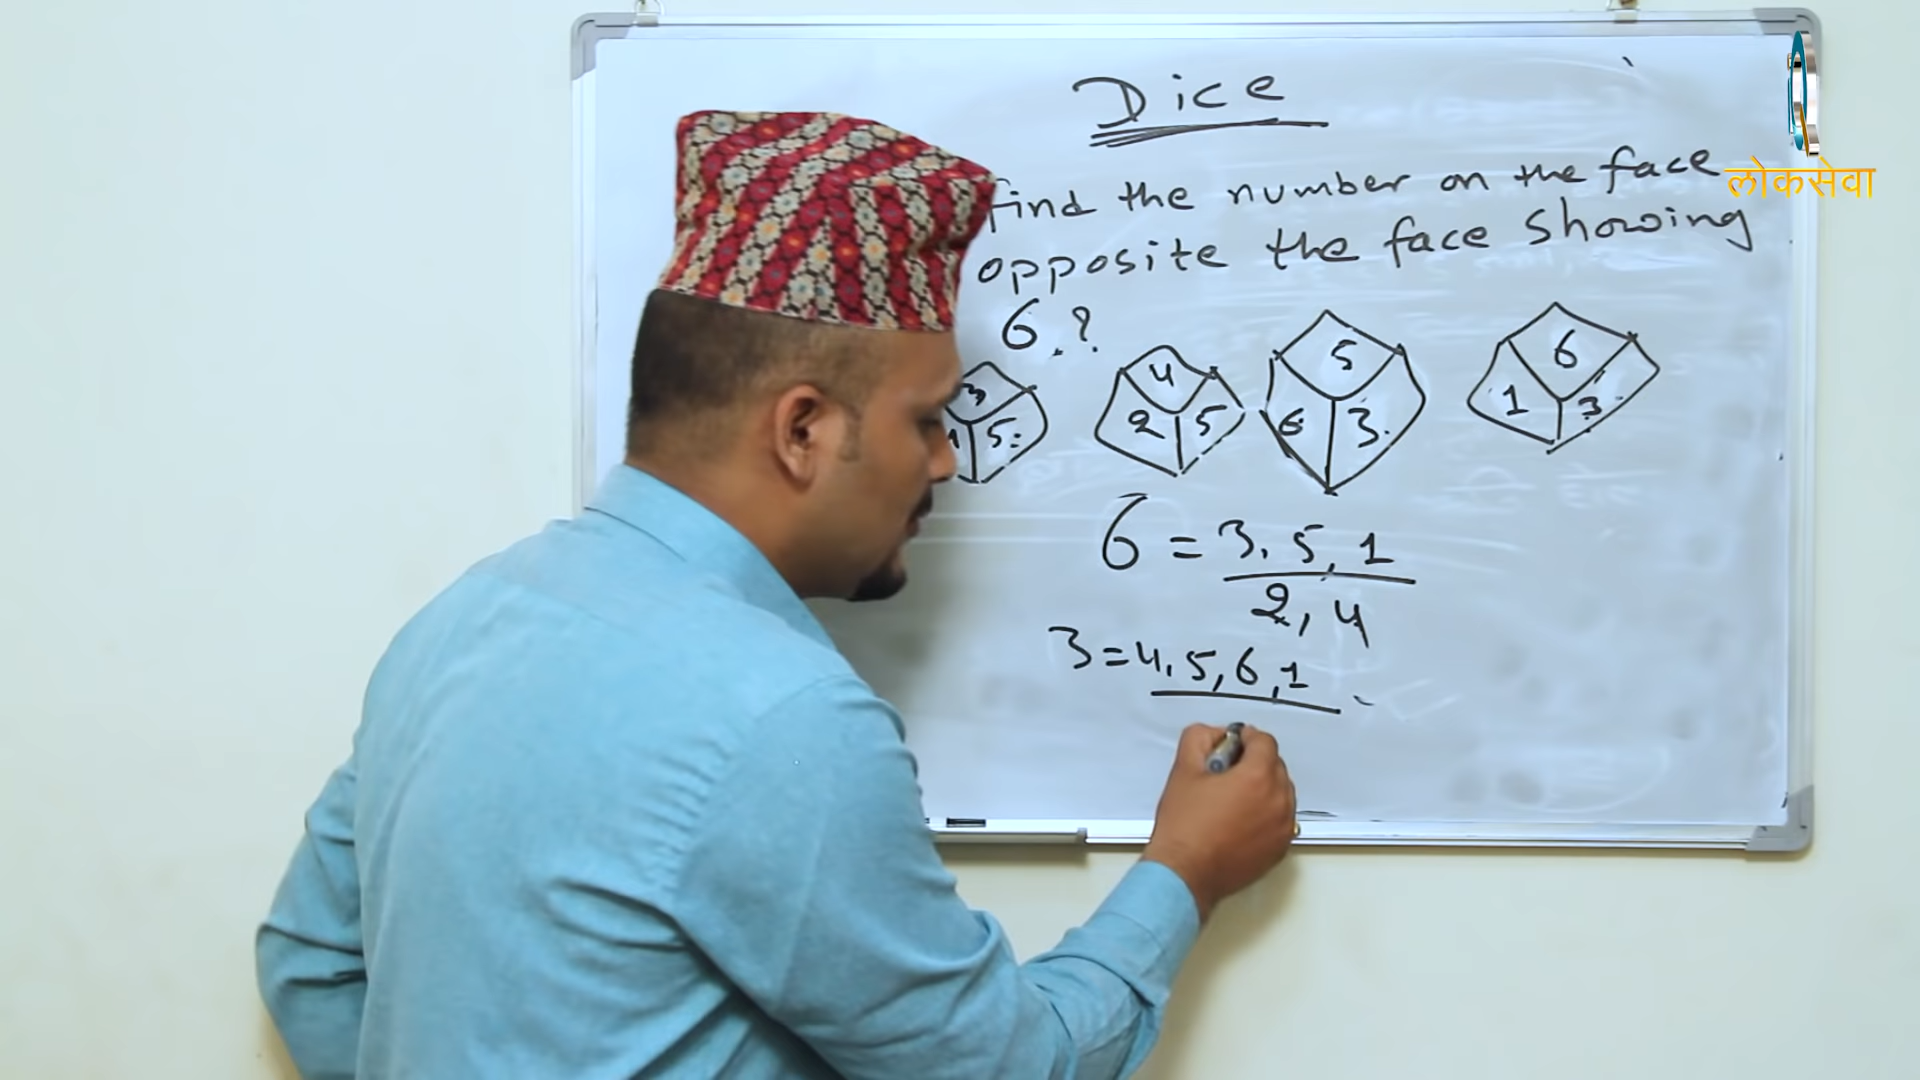 Dice
find the number on the face
opposite the face showing
6 ?
लोकसेवा
3
5
4
2 5
5
6 3
6
1 3
6 = 3, 5, 1
2, 4
3 = 4, 5, 6, 1